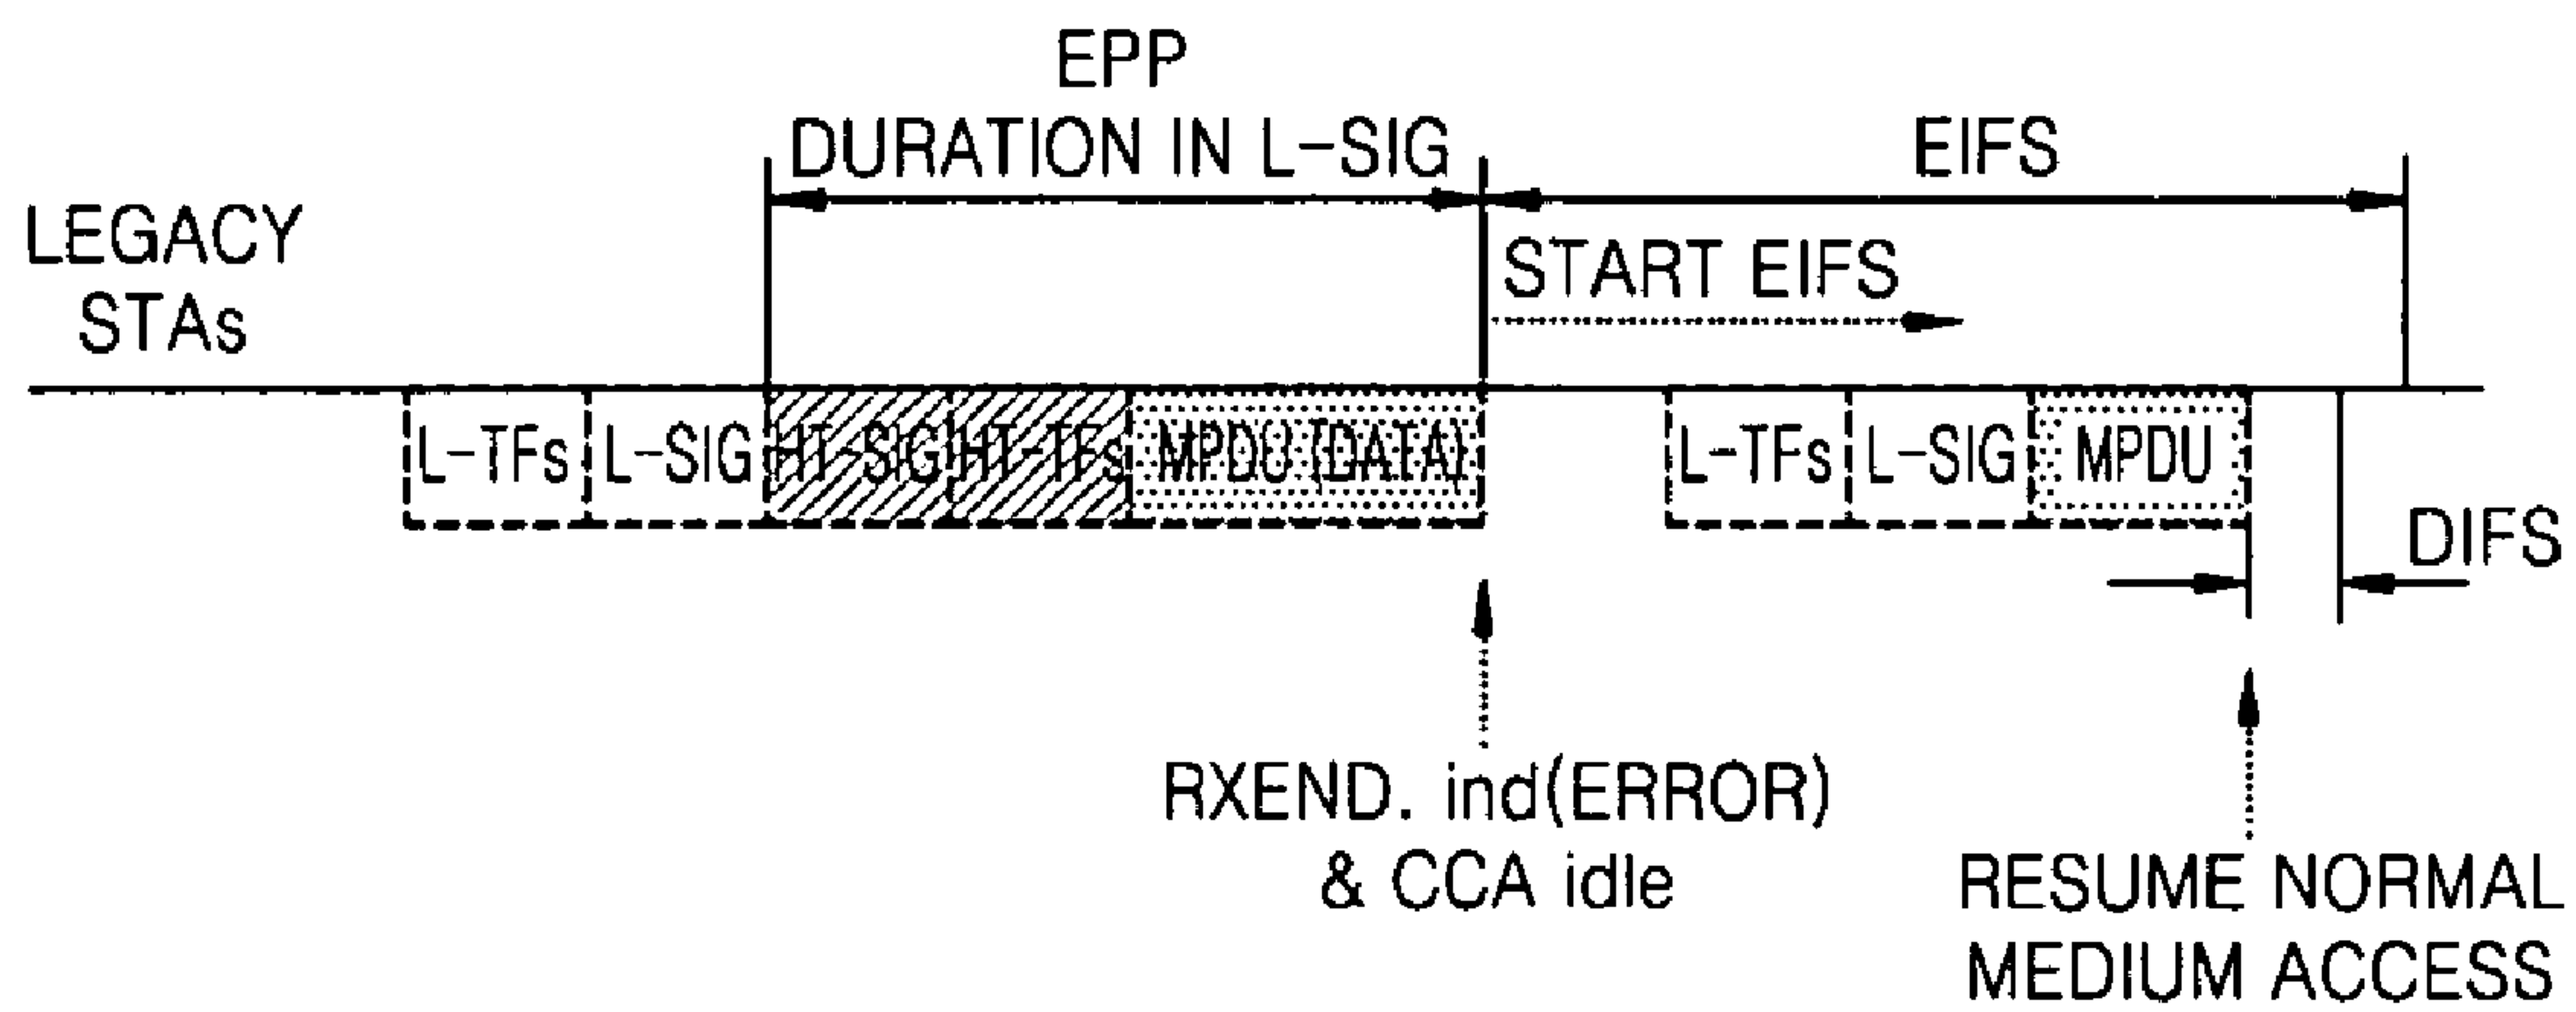 EPP
DURATION IN L-SIG
EIFS
LEGACY
STAs
START EIFS
L-TFs L-SIG HT-SIG HT-TFs MPDU (DATA) L-TFs L-SIG MPDU
DIFS
RXEND. ind(ERROR)
& CCA idle
RESUME NORMAL
MEDIUM ACCESS